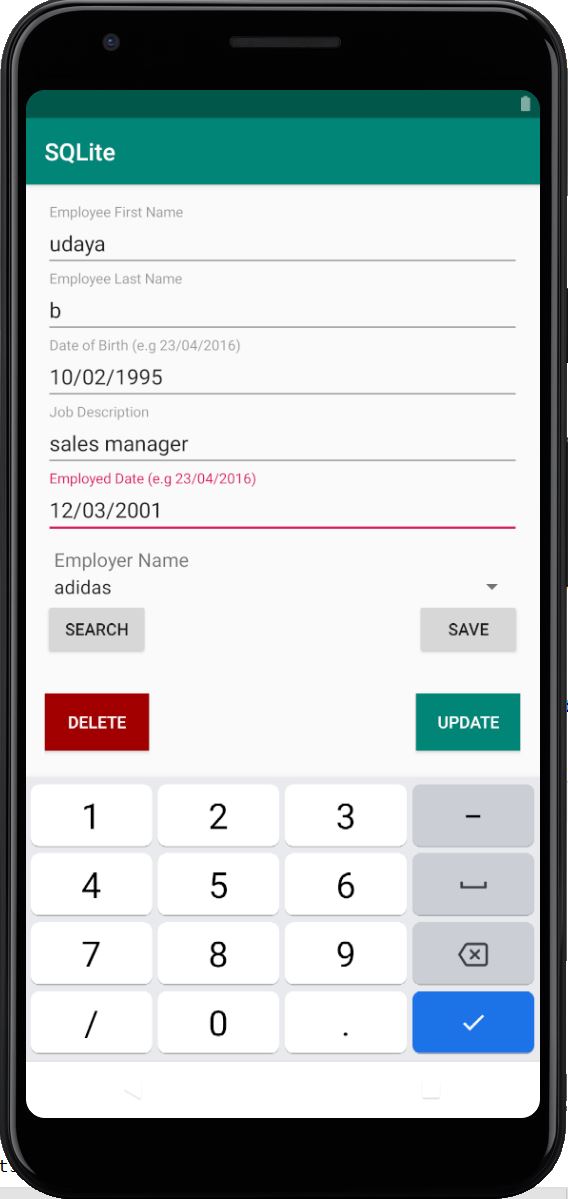 SQLite
Employee First Name
udaya
Employee Last Name
b
Date of Birth (e.g 23/04/2016)
10/02/1995
Job Description
sales manager
Employed Date (e.g 23/04/2016)
12/03/2001
Employer Name
adidas
SEARCH SAVE
DELETE UPDATE
1 2 3 –
4 5 6
7 8 9
/ 0 .